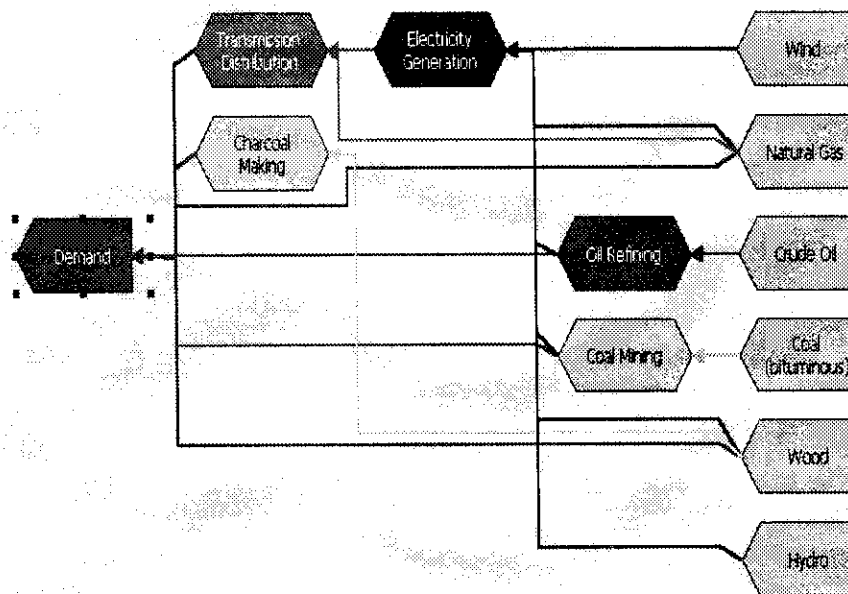 Transmission
Distribution
Electricity
Generation
Wind
Charcoal
Making
Natural Gas
Demand
Oil Refining
Crude Oil
Coal Mining
Coal
(bituminous)
Wood
Hydro